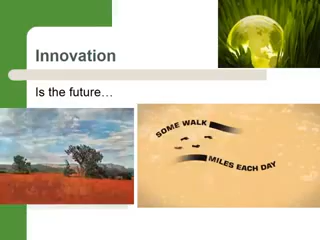 Innovation
Is the future…
SOME WALK
MILES EACH DAY